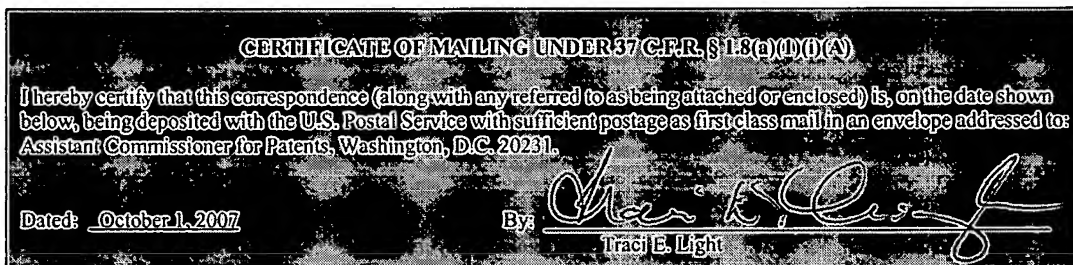 CERTIFICATE OF MAILING UNDER 37 C.F.R. § 1.8(a)(1)(i)(A)
I hereby certify that this correspondence (along with any referred to as being attached or enclosed) is, on the date shown
below, being deposited with the U.S. Postal Service with sufficient postage as first class mail in an envelope addressed to:
Assistant Commissioner for Patents, Washington, D.C. 20231.
Dated: October 1, 2007 By:
Traci E. Light